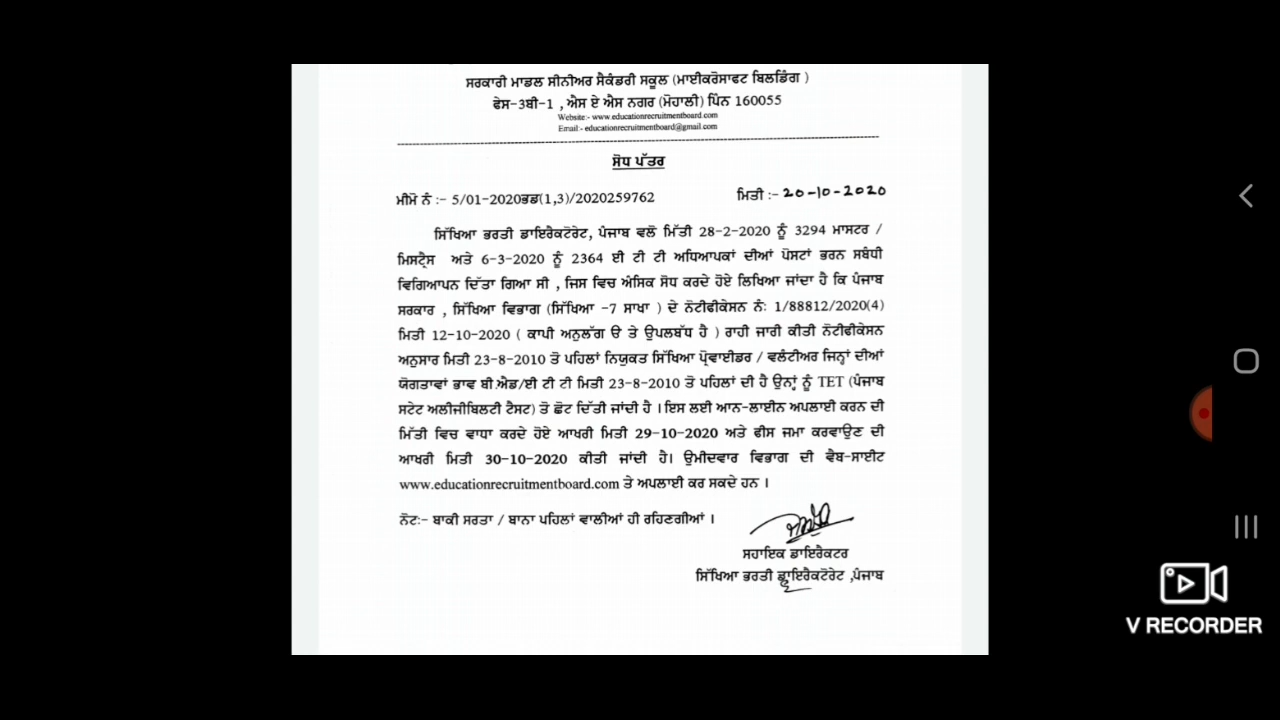 ਸਰਕਾਰੀ ਮਾਡਲ ਸੀਨੀਅਰ ਸੈਕੰਡਰੀ ਸਕੂਲ (ਮਾਈਕਰੋਸਾਫਟ ਬਿਲਡਿੰਗ )
ਫੇਸ-3ਬੀ-1 , ਐਸ ਏ ਐਸ ਨਗਰ (ਮੋਹਾਲੀ) ਪਿੰਨ 160055
Website:- www.educationrecruitmentboard.com
Email:- educationrecruitmentboard@gmail.com
ਸੋਧ ਪੱਤਰ
ਮੀਮੋ ਨੰ :- 5/01-2020ਭਡ(1,3)/2020259762 ਮਿਤੀ :- 20-10-2020
ਸਿੱਖਿਆ ਭਰਤੀ ਡਾਇਰੈਕਟੋਰੇਟ, ਪੰਜਾਬ ਵਲੋ ਮਿੱਤੀ 28-2-2020 ਨੂੰ 3294 ਮਾਸਟਰ /
ਮਿਸਟ੍ਰੈਸ ਅਤੇ 6-3-2020 ਨੂੰ 2364 ਈ ਟੀ ਟੀ ਅਧਿਆਪਕਾਂ ਦੀਆਂ ਪੋਸਟਾਂ ਭਰਨ ਸਬੰਧੀ
ਵਿਗਿਆਪਨ ਦਿੱਤਾ ਗਿਆ ਸੀ , ਜਿਸ ਵਿਚ ਅੰਸਿਕ ਸੋਧ ਕਰਦੇ ਹੋਏ ਲਿਖਿਆ ਜਾਂਦਾ ਹੈ ਕਿ ਪੰਜਾਬ
ਸਰਕਾਰ , ਸਿੱਖਿਆ ਵਿਭਾਗ (ਸਿੱਖਿਆ -7 ਸਾਖਾ ) ਦੇ ਨੋਟੀਫੀਕੇਸਨ ਨੰ: 1/88812/2020(4)
ਮਿਤੀ 12-10-2020 ( ਕਾਪੀ ਅਨੁਲੱਗ ੳ ਤੇ ਉਪਲਬੱਧ ਹੈ ) ਰਾਹੀ ਜਾਰੀ ਕੀਤੀ ਨੋਟੀਫੀਕੇਸਨ
ਅਨੁਸਾਰ ਮਿਤੀ 23-8-2010 ਤੋ ਪਹਿਲਾਂ ਨਿਯੁਕਤ ਸਿੱਖਿਆ ਪ੍ਰੋਵਾਈਡਰ / ਵਲੰਟੀਅਰ ਜਿਨ੍ਹਾਂ ਦੀਆਂ
ਯੋਗਤਾਵਾਂ ਭਾਵ ਬੀ.ਐਡ/ਈ ਟੀ ਟੀ ਮਿਤੀ 23-8-2010 ਤੋ ਪਹਿਲਾਂ ਦੀ ਹੈ ਉਨ੍ਹਾਂ ਨੂੰ TET (ਪੰਜਾਬ
ਸਟੇਟ ਅਲੀਜੀਬਿਲਟੀ ਟੈਸਟ) ਤੋ ਛੋਟ ਦਿੱਤੀ ਜਾਂਦੀ ਹੈ । ਇਸ ਲਈ ਆਨ-ਲਾਈਨ ਅਪਲਾਈ ਕਰਨ ਦੀ
ਮਿੱਤੀ ਵਿਚ ਵਾਧਾ ਕਰਦੇ ਹੋਏ ਆਖਰੀ ਮਿਤੀ 29-10-2020 ਅਤੇ ਫੀਸ ਜਮਾ ਕਰਵਾਉਣ ਦੀ
ਆਖਰੀ ਮਿਤੀ 30-10-2020 ਕੀਤੀ ਜਾਂਦੀ ਹੈ। ਉਮੀਦਵਾਰ ਵਿਭਾਗ ਦੀ ਵੈਬ-ਸਾਈਟ
www.educationrecruitmentboard.com ਤੇ ਅਪਲਾਈ ਕਰ ਸਕਦੇ ਹਨ ।
ਨੋਟ:- ਬਾਕੀ ਸਰਤਾ / ਬਾਨਾ ਪਹਿਲਾਂ ਵਾਲੀਆਂ ਹੀ ਰਹਿਣਗੀਆਂ ।
ਸਹਾਇਕ ਡਾਇਰੈਕਟਰ
ਸਿੱਖਿਆ ਭਰਤੀ ਡਾਇਰੈਕਟੋਰੇਟ ,ਪੰਜਾਬ
V RECORDER